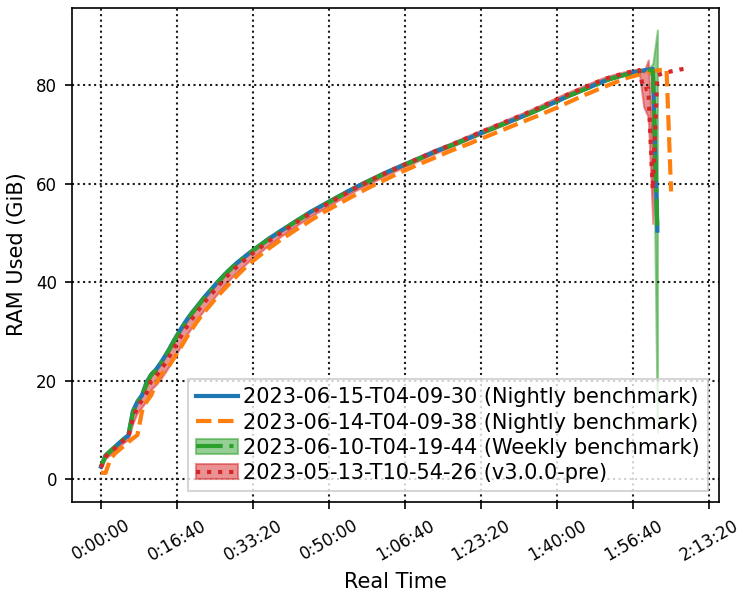 RAM Used (GiB)
80
60
40
20
0
2023-06-15-T04-09-30 (Nightly benchmark)
2023-06-14-T04-09-38 (Nightly benchmark)
2023-06-10-T04-19-44 (Weekly benchmark)
2023-05-13-T10-54-26 (v3.0.0-pre)
0:00:00
0:16:40
0:33:20
0:50:00
1:06:40
1:23:20
1:40:00
1:56:40
2:13:20
Real Time